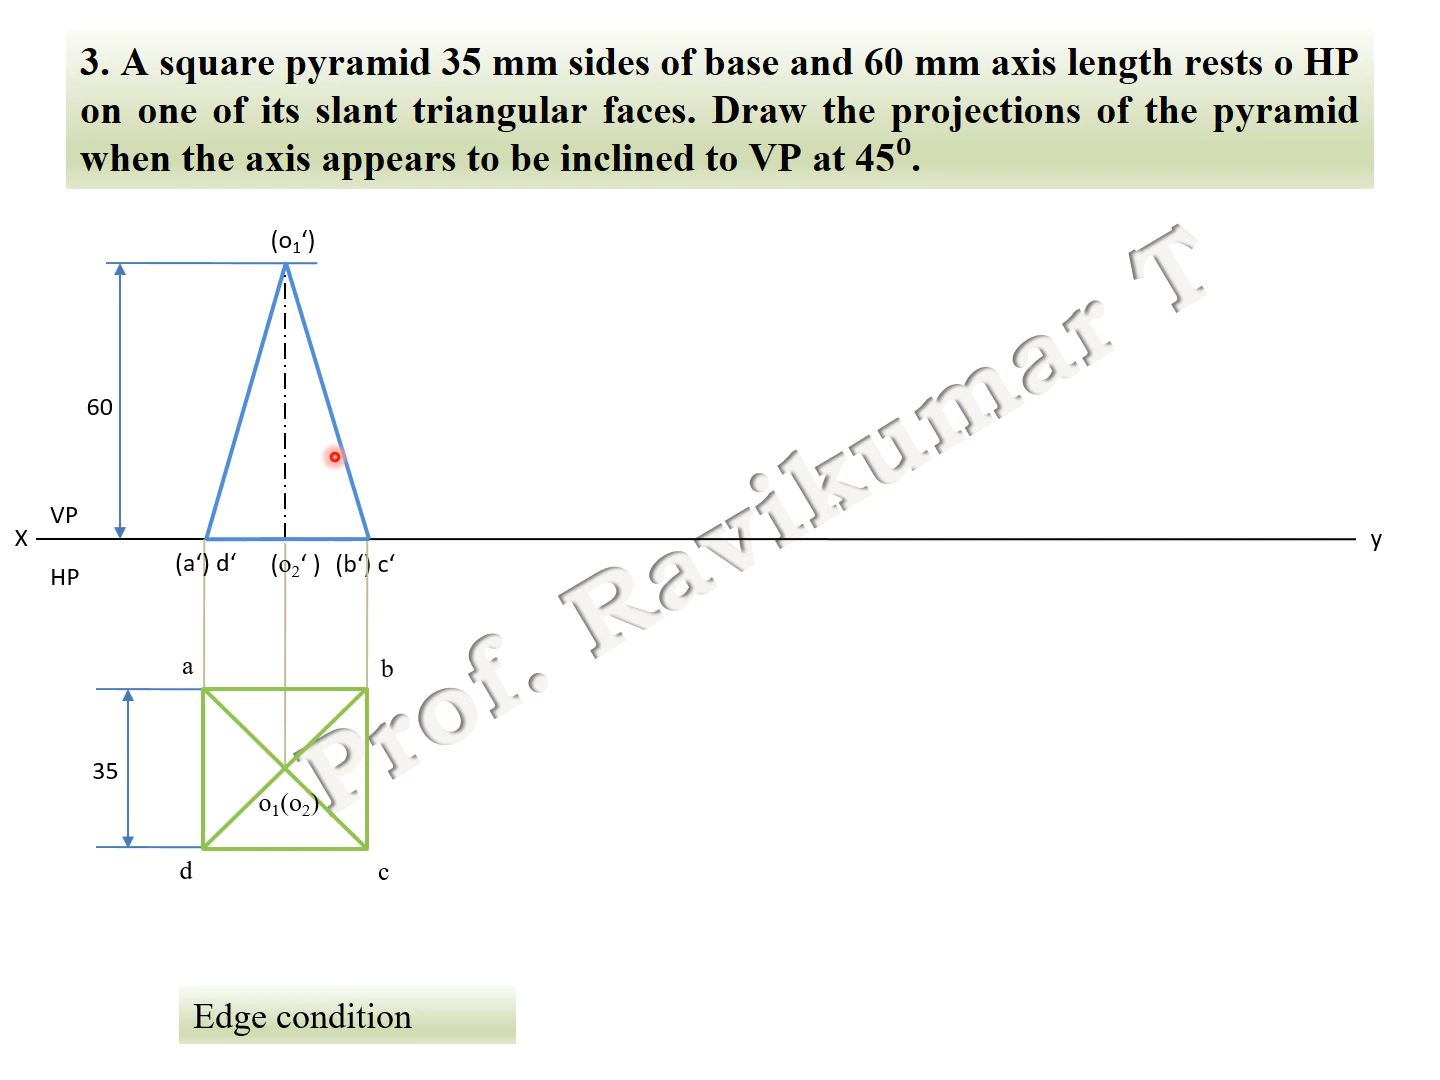 3. A square pyramid 35 mm sides of base and 60 mm axis length rests o HP
on one of its slant triangular faces. Draw the projections of the pyramid
when the axis appears to be inclined to VP at 45⁰.
(o₁‘)
60
VP
X
y
(a‘) d‘ (o₂‘ ) (b‘) c‘
HP
a
b
35
o₁(o₂)
d
c
Prof. Ravikumar T
Edge condition